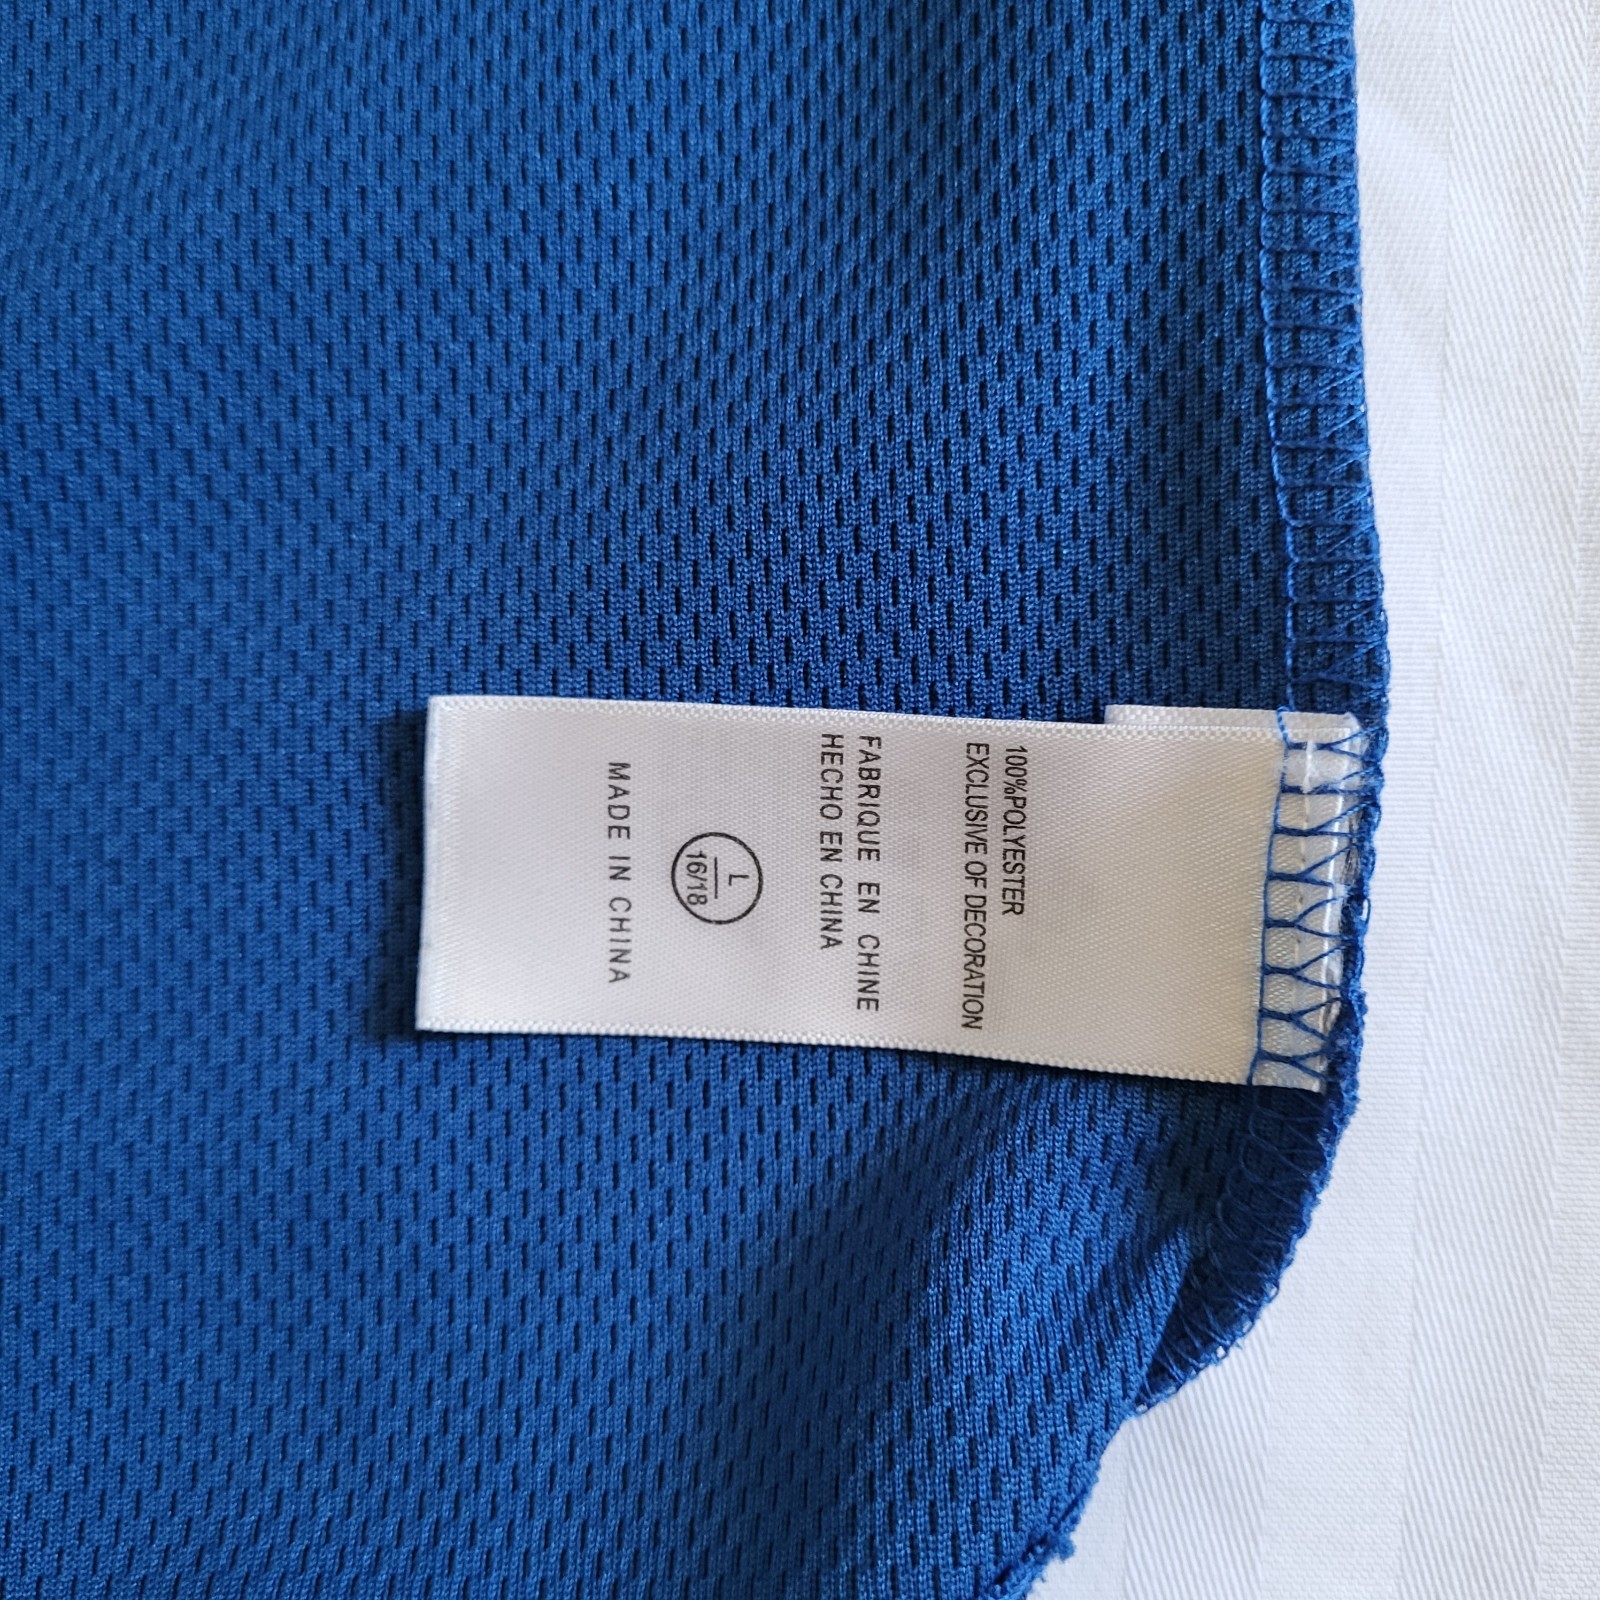 100%POLYESTER
EXCLUSIVE OF DECORATION
FABRIQUE EN CHINE
HECHO EN CHINA
L
16/18
MADE IN CHINA